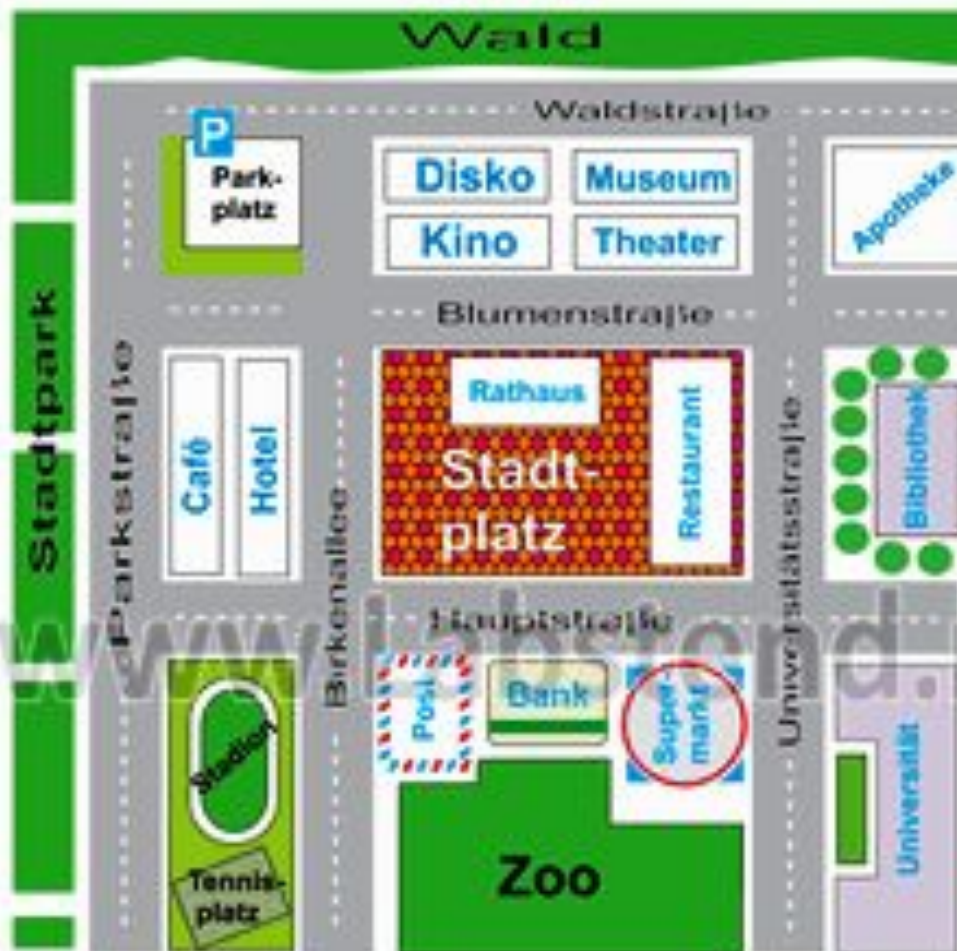 Wald
Waldstraße
P
Park-
platz
Disko
Museum
Kino
Theater
Apotheke
Blumenstraße
Stadtpark
Parkstraße
Café
Hotel
Birkenallee
Rathaus
Stadt-
platz
Restaurant
Universitätsstraße
Bibliothek
Hauptstraße
Stadion
Tennis-
platz
Post
Bank
Super-
markt
Zoo
Universität